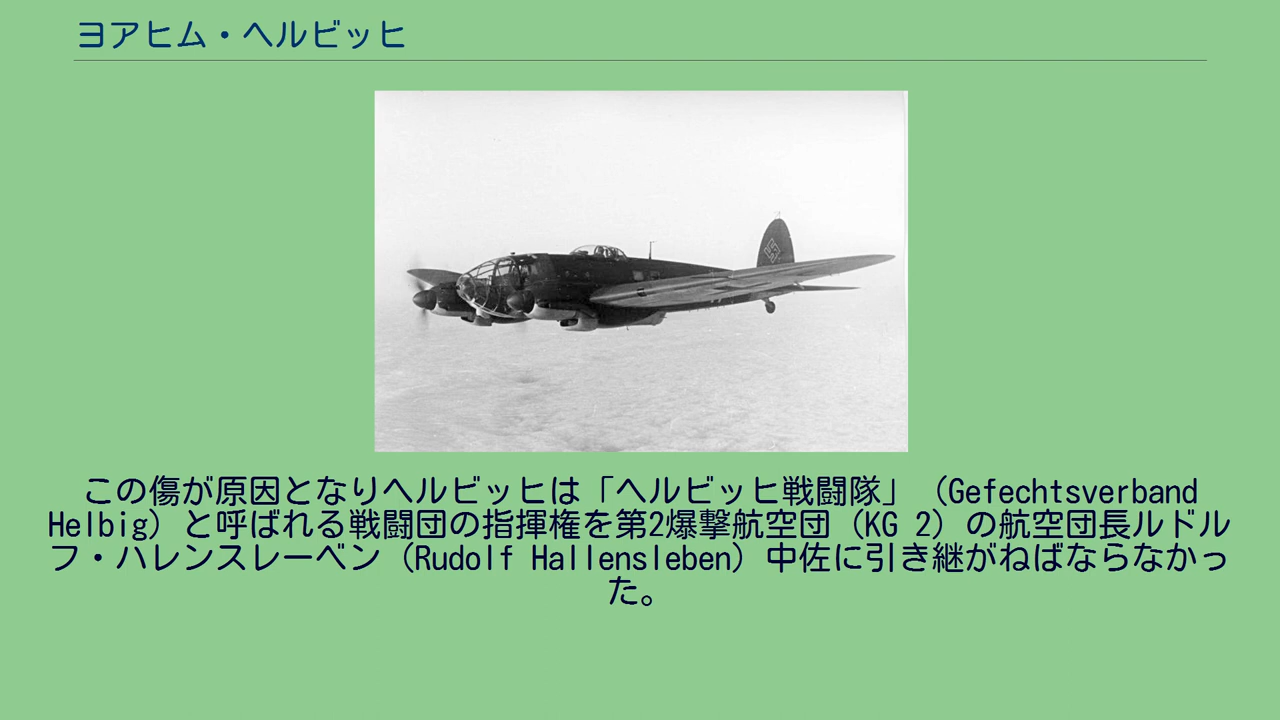 ヨアヒム・ヘルビッヒ
この傷が原因となりヘルビッヒは「ヘルビッヒ戦闘隊」（Gefechtsverband
Helbig）と呼ばれる戦闘団の指揮権を第2爆撃航空団（KG 2）の航空団長ルドル
フ・ハレンスレーベン（Rudolf Hallensleben）中佐に引き継がねばならなかっ
た。